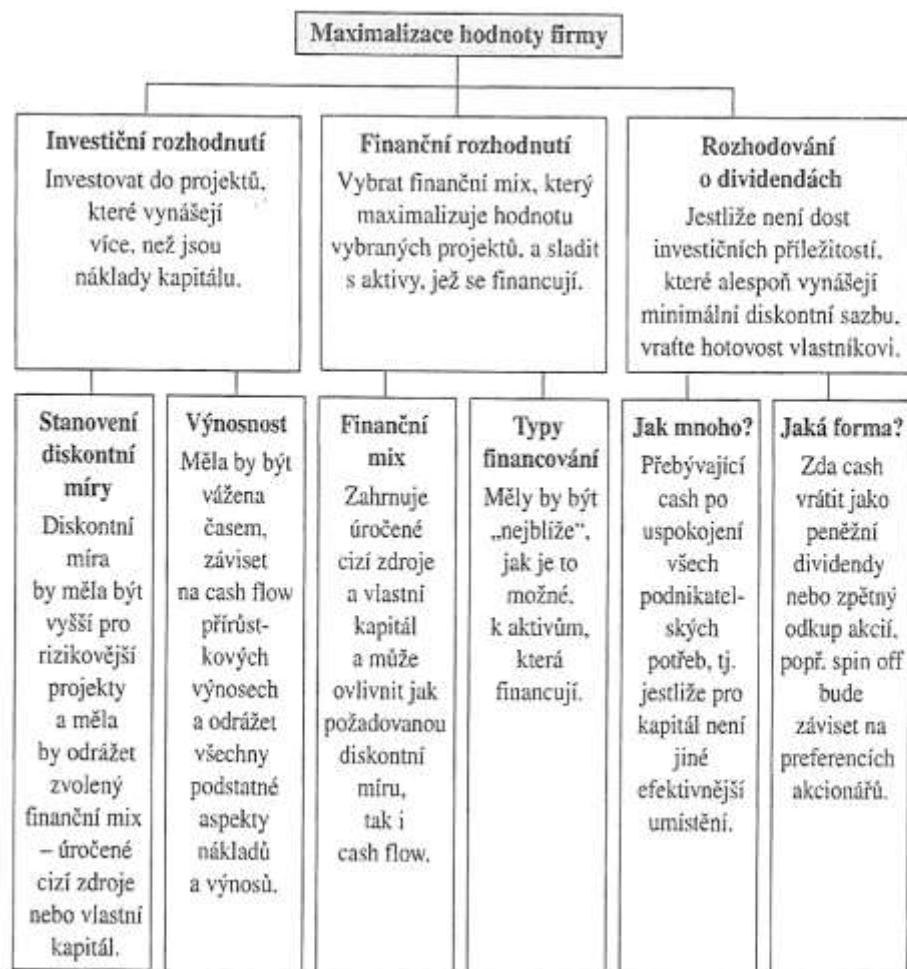 Maximalizace hodnoty firmy
Investiční rozhodnutí
Investovat do projektů,
které vynášejí
více, než jsou
náklady kapitálu.
Finanční rozhodnutí
Vybrat finanční mix, který
maximalizuje hodnotu
vybraných projektů, a sladit
s aktivy, jež se financují.
Rozhodování
o dividendách
Jestliže není dost
investičních příležitostí,
které alespoň vynášejí
minimální diskontní sazbu,
vraťte hotovost vlastníkovi.
Stanovení
diskontní
míry
Diskontní
míra
by měla být
vyšší pro
rizikovější
projekty
a měla
by odrážet
zvolený
finanční mix
– úročené
cizí zdroje
nebo vlastní
kapitál.
Výnosnost
Měla by být
vážena
časem,
záviset
na cash flow
přírůst-
kových
výnosech
a odrážet
všechny
podstatné
aspekty
nákladů
a výnosů.
Finanční
mix
Zahrnuje
úročené
cizí zdroje
a vlastní
kapitál
a může
ovlivnit jak
požadovanou
diskontní
míru,
tak i
cash flow.
Typy
financování
Měly by být
„nejblíže“,
jak je to
možné,
k aktivům,
která
financují.
Jak mnoho?
Přebývající
cash po
uspokojení
všech
podnikatel-
ských
potřeb, tj.
jestliže pro
kapitál není
jiné
efektivnější
umístění.
Jaká forma?
Zda cash
vrátit jako
peněžní
dividendy
nebo zpětný
odkup akcií,
popř. spin off
bude
záviset na
preferencích
akcionářů.